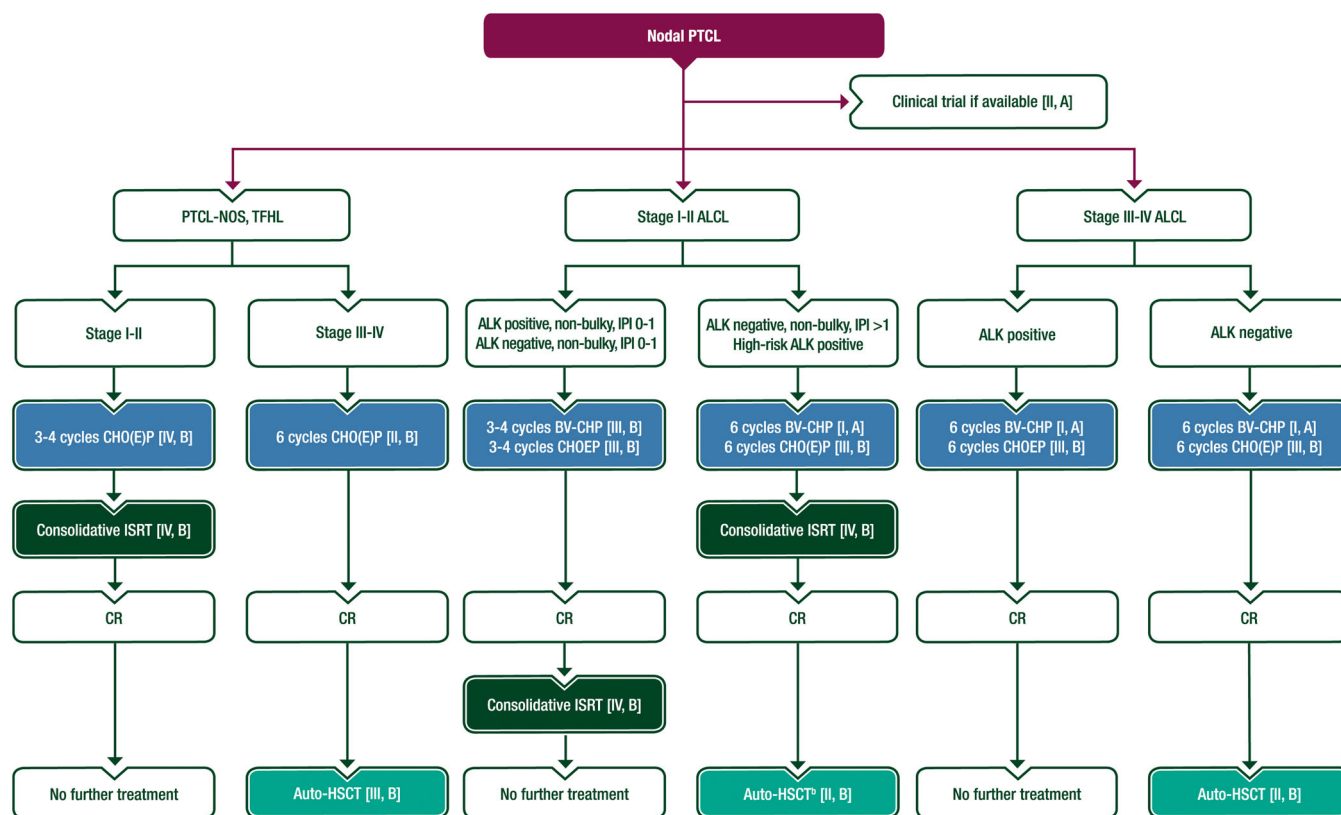 Nodal PTCL
Clinical trial if available [II, A]
PTCL-NOS, TFHL
Stage I-II ALCL
Stage III-IV ALCL
Stage I-II
Stage III-IV
ALK positive, non-bulky, IPI 0-1
ALK negative, non-bulky, IPI 0-1
ALK negative, non-bulky, IPI >1
High-risk ALK positive
ALK positive
ALK negative
3-4 cycles CHO(E)P [IV, B]
6 cycles CHO(E)P [II, B]
3-4 cycles BV-CHP [III, B]
3-4 cycles CHOEP [III, B]
6 cycles BV-CHP [I, A]
6 cycles CHO(E)P [III, B]
6 cycles BV-CHP [I, A]
6 cycles CHOEP [III, B]
6 cycles BV-CHP [I, A]
6 cycles CHO(E)P [III, B]
Consolidative ISRT [IV, B]
Consolidative ISRT [IV, B]
CR
CR
CR
CR
CR
CR
Consolidative ISRT [IV, B]
No further treatment
Auto-HSCT [III, B]
No further treatment
Auto-HSCTᵇ [II, B]
No further treatment
Auto-HSCT [II, B]